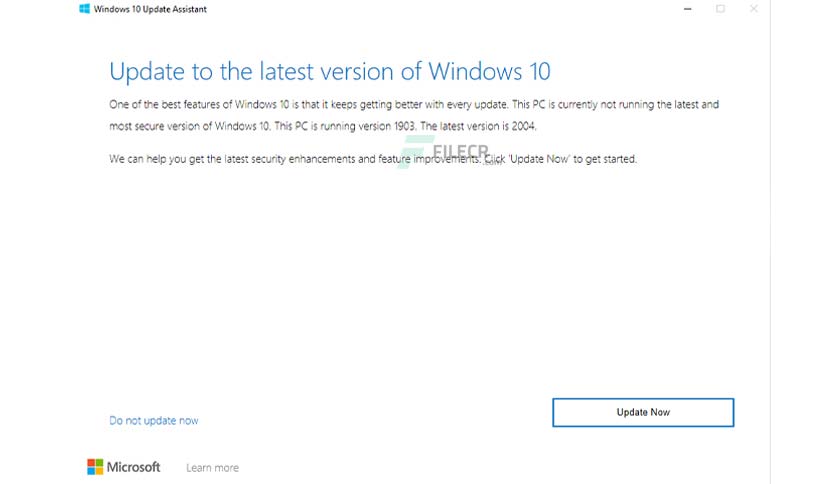 Windows 10 Update Assistant
Update to the latest version of Windows 10
One of the best features of Windows 10 is that it keeps getting better with every update. This PC is currently not running the latest and
most secure version of Windows 10. This PC is running version 1903. The latest version is 2004.
We can help you get the latest security enhancements and feature improvements. Click 'Update Now' to get started.
FILECR
.com
Update Now
Do not update now
Microsoft
Learn more